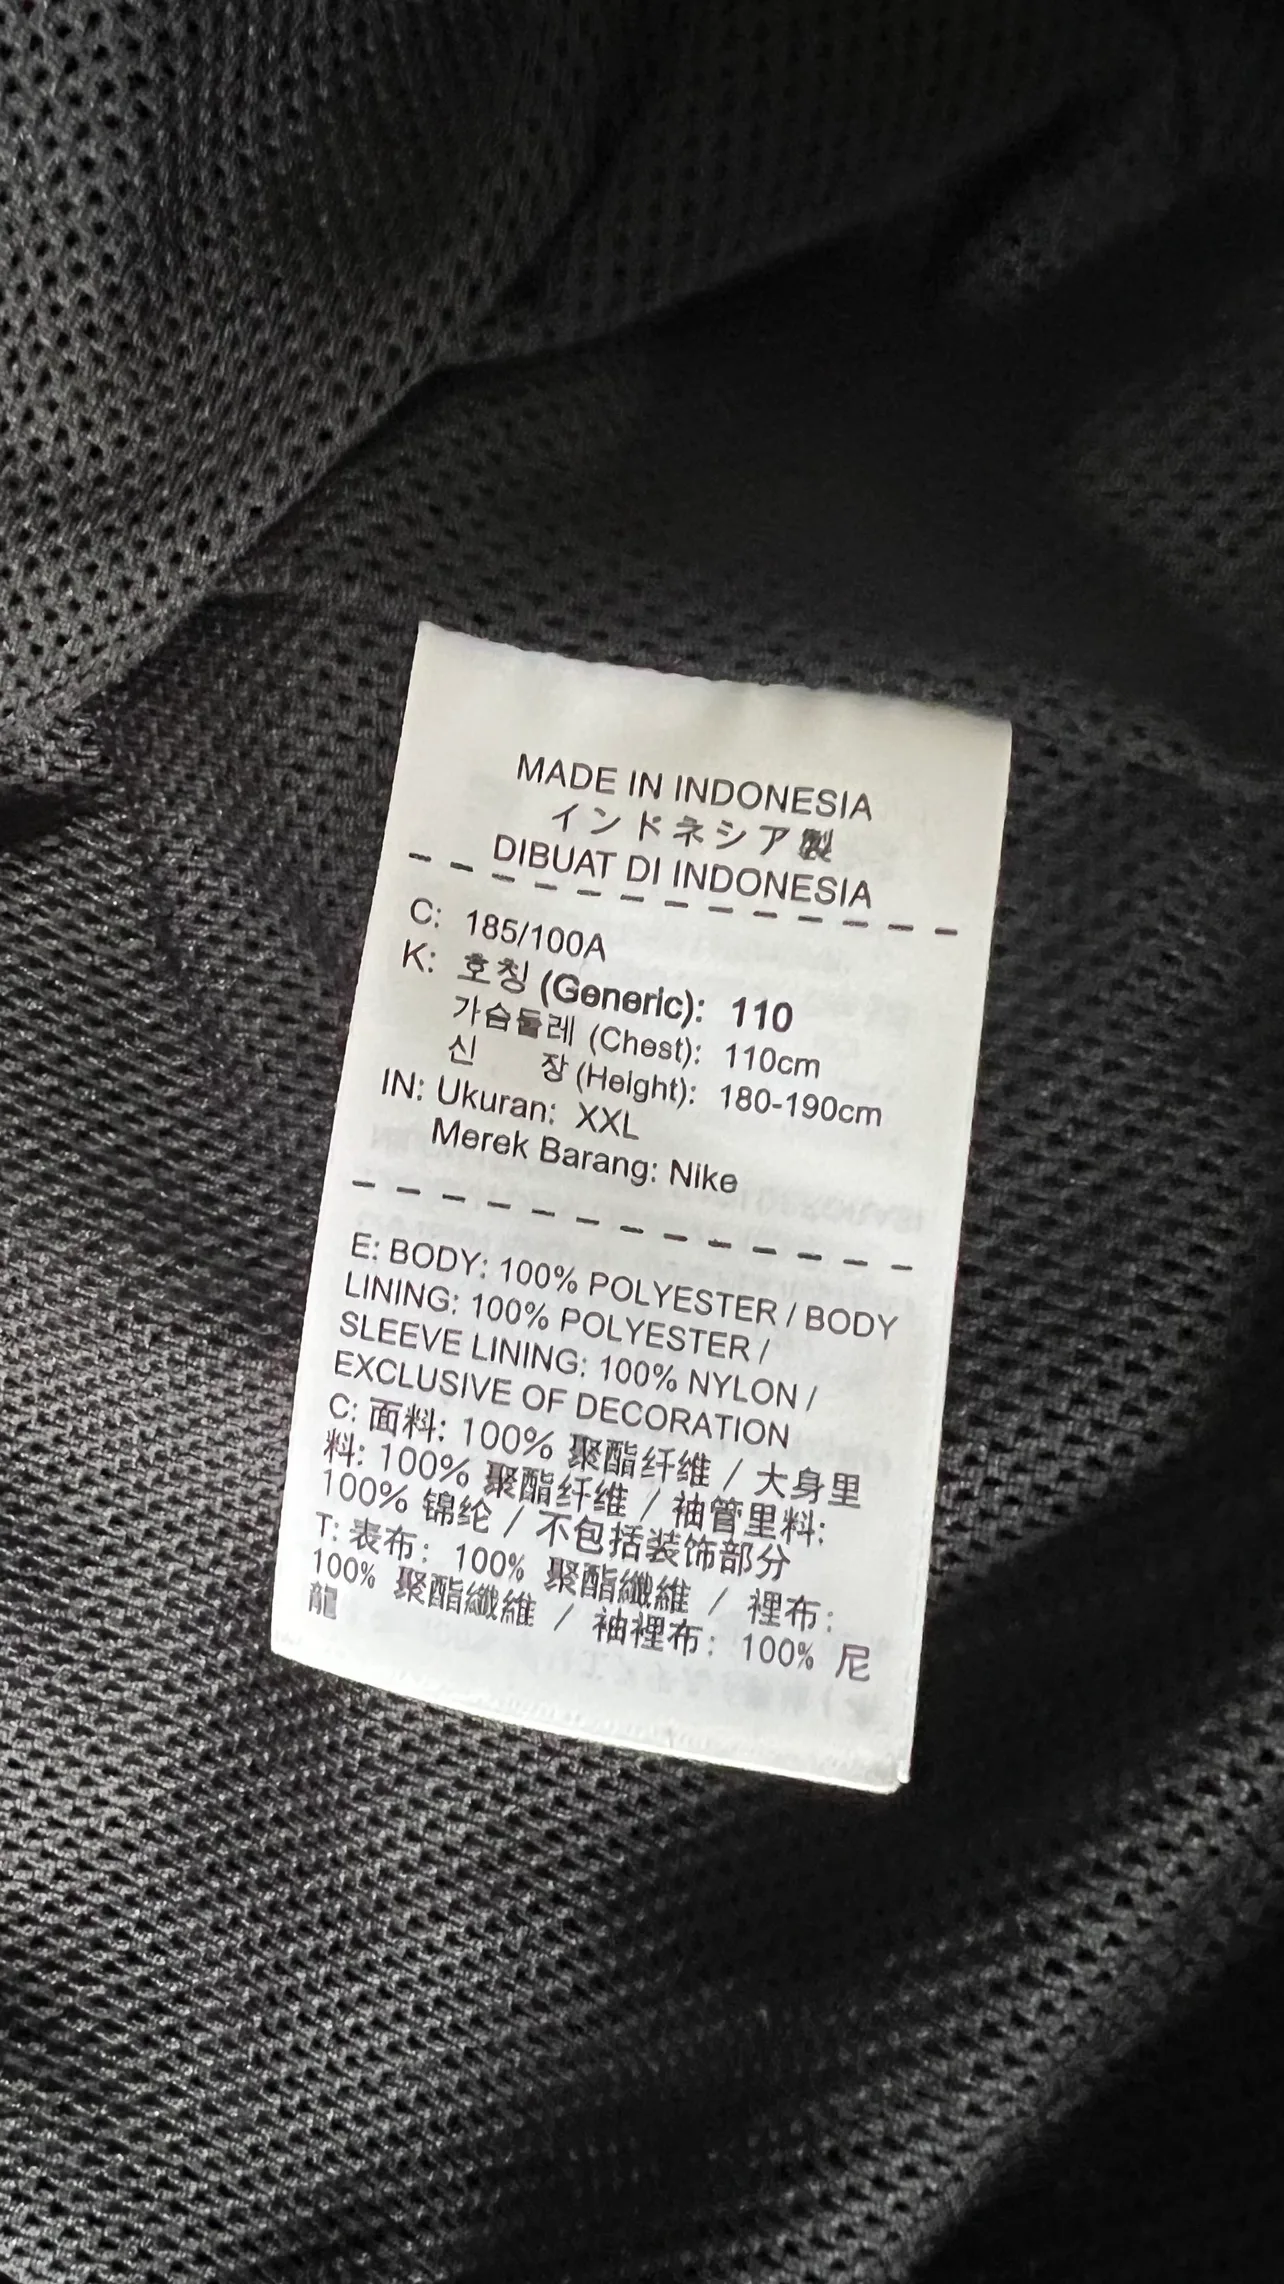 MADE IN INDONESIA
インドネシア製
DIBUAT DI INDONESIA
C: 185/100A
K: 호칭 (Generic): 110
가슴둘레 (Chest): 110cm
신 장 (Height): 180-190cm
IN: Ukuran: XXL
Merek Barang: Nike
E: BODY: 100% POLYESTER / BODY
LINING: 100% POLYESTER /
SLEEVE LINING: 100% NYLON /
EXCLUSIVE OF DECORATION
C: 面料: 100% 聚酯纤维 / 大身里
料: 100% 聚酯纤维 / 袖管里料:
100% 锦纶 / 不包括装饰部分
T: 表布: 100% 聚酯纖維 / 裡布:
100% 聚酯纖維 / 袖裡布: 100% 尼
龍